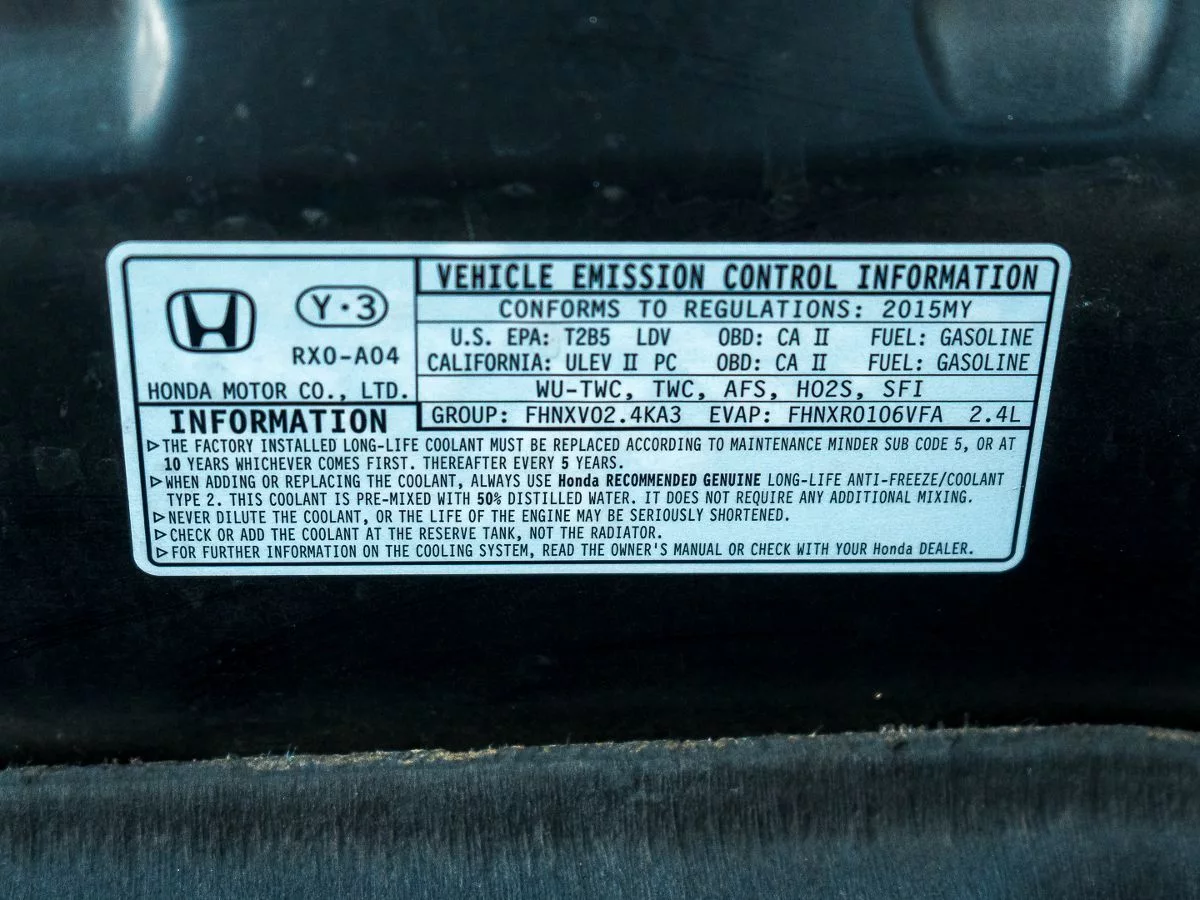 VEHICLE EMISSION CONTROL INFORMATION
Y·3
CONFORMS TO REGULATIONS: 2015MY
RX0-A04
U.S. EPA: T2B5 LDV OBD: CA II FUEL: GASOLINE
CALIFORNIA: ULEV II PC OBD: CA II FUEL: GASOLINE
HONDA MOTOR CO., LTD.
WU-TWC, TWC, AFS, HO2S, SFI
INFORMATION
GROUP: FHNXV02.4KA3 EVAP: FHNXR0106VFA 2.4L
▷THE FACTORY INSTALLED LONG-LIFE COOLANT MUST BE REPLACED ACCORDING TO MAINTENANCE MINDER SUB CODE 5, OR AT
10 YEARS WHICHEVER COMES FIRST. THEREAFTER EVERY 5 YEARS.
▷WHEN ADDING OR REPLACING THE COOLANT, ALWAYS USE Honda RECOMMENDED GENUINE LONG-LIFE ANTI-FREEZE/COOLANT
TYPE 2. THIS COOLANT IS PRE-MIXED WITH 50% DISTILLED WATER. IT DOES NOT REQUIRE ANY ADDITIONAL MIXING.
▷NEVER DILUTE THE COOLANT, OR THE LIFE OF THE ENGINE MAY BE SERIOUSLY SHORTENED.
▷CHECK OR ADD THE COOLANT AT THE RESERVE TANK, NOT THE RADIATOR.
▷FOR FURTHER INFORMATION ON THE COOLING SYSTEM, READ THE OWNER'S MANUAL OR CHECK WITH YOUR Honda DEALER.